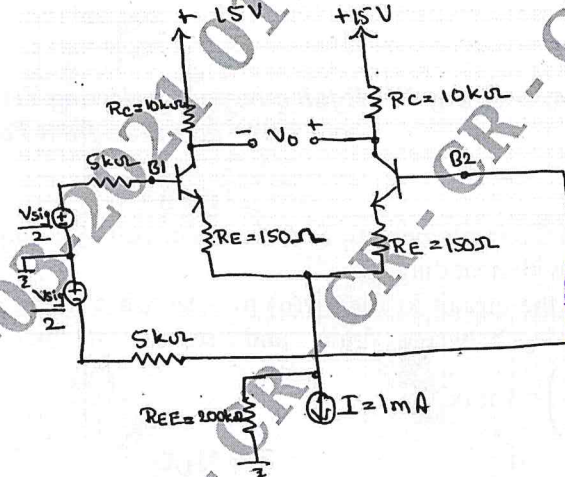 + 15V
+15V
Rc=10kΩ
RC=10kΩ
- Vo +
5kΩ
B1
B2
Vsig
2
RE=150Ω
RE=150Ω
Vsig
2
5kΩ
REE=200kΩ
I=1mA